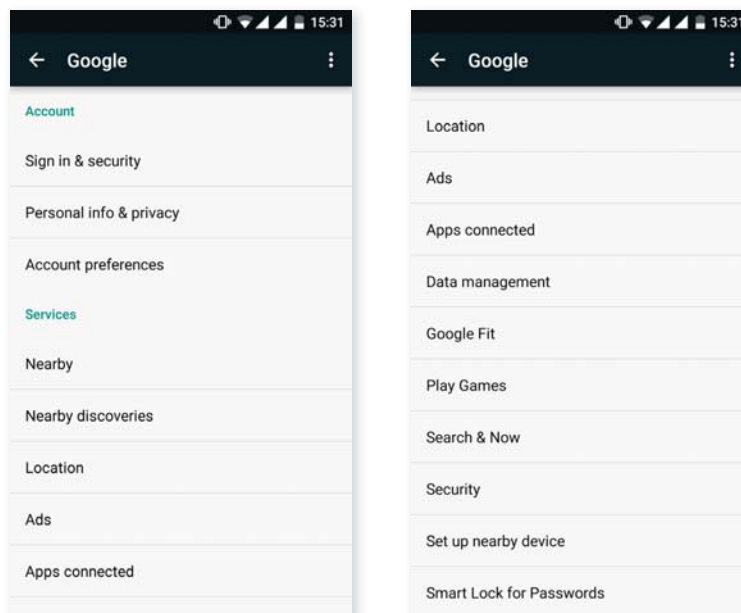 15:31
Google
Account
Sign in & security
Personal info & privacy
Account preferences
Services
Nearby
Nearby discoveries
Location
Ads
Apps connected
15:31
Google
Location
Ads
Apps connected
Data management
Google Fit
Play Games
Search & Now
Security
Set up nearby device
Smart Lock for Passwords